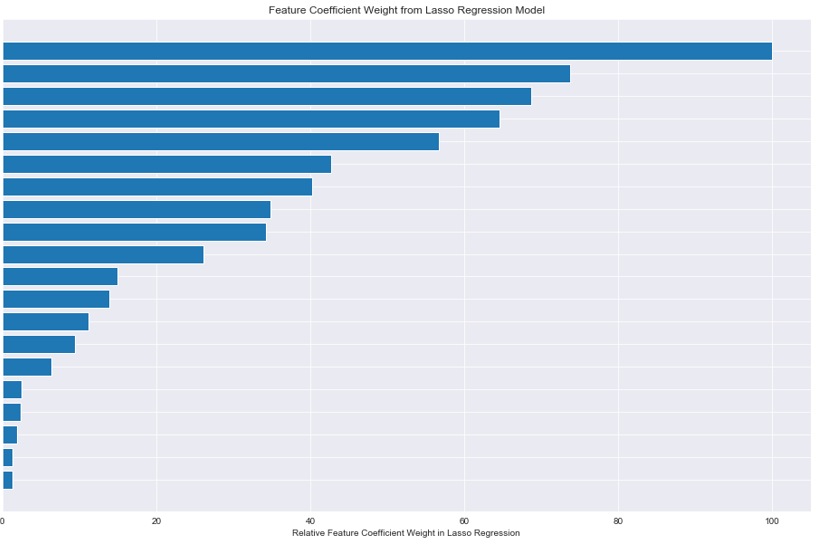 Feature Coefficient Weight from Lasso Regression Model
0 20 40 60 80 100
Relative Feature Coefficient Weight in Lasso Regression